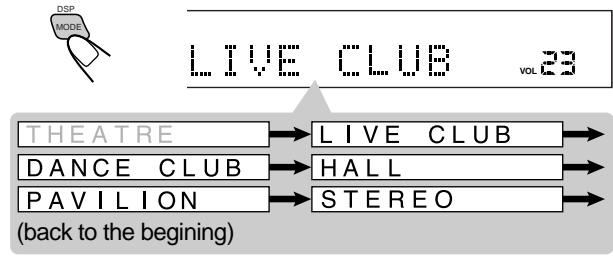 DSP
MODE
LIVE CLUB VOL 23
THEATRE LIVE CLUB
DANCE CLUB HALL
PAVILION STEREO
(back to the begining)